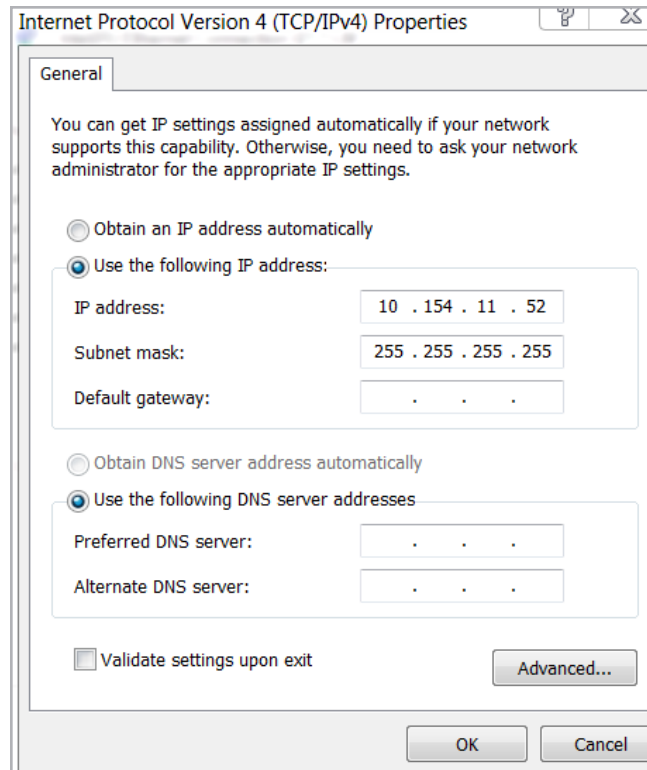 Internet Protocol Version 4 (TCP/IPv4) Properties
General
You can get IP settings assigned automatically if your network
supports this capability. Otherwise, you need to ask your network
administrator for the appropriate IP settings.
Obtain an IP address automatically
Use the following IP address:
IP address: 10 . 154 . 11 . 52
Subnet mask: 255 . 255 . 255 . 255
Default gateway: . . .
Obtain DNS server address automatically
Use the following DNS server addresses
Preferred DNS server: . . .
Alternate DNS server: . . .
Validate settings upon exit
Advanced...
OK Cancel